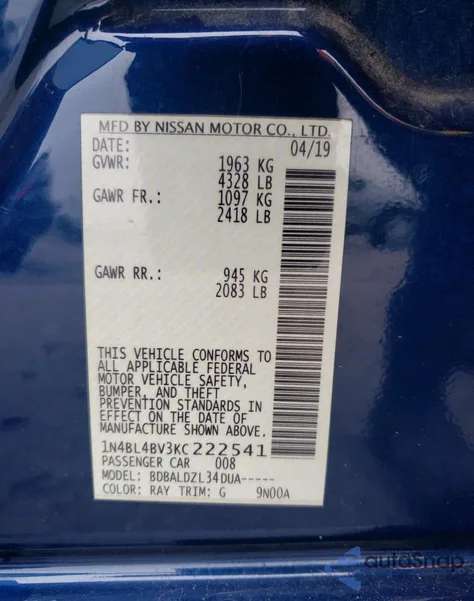 MFD BY NISSAN MOTOR CO., LTD.
DATE: 04/19
GVWR: 1963 KG
4328 LB
GAWR FR.: 1097 KG
2418 LB
GAWR RR.: 945 KG
2083 LB
THIS VEHICLE CONFORMS TO
ALL APPLICABLE FEDERAL
MOTOR VEHICLE SAFETY,
BUMPER, AND THEFT
PREVENTION STANDARDS IN
EFFECT ON THE DATE OF
MANUFACTURE SHOWN ABOVE.
1N4BL4BV3KC222541
PASSENGER CAR 008
MODEL: BDBALDZL34DUA-----
COLOR: RAY TRIM: G 9N00A
autoSnap